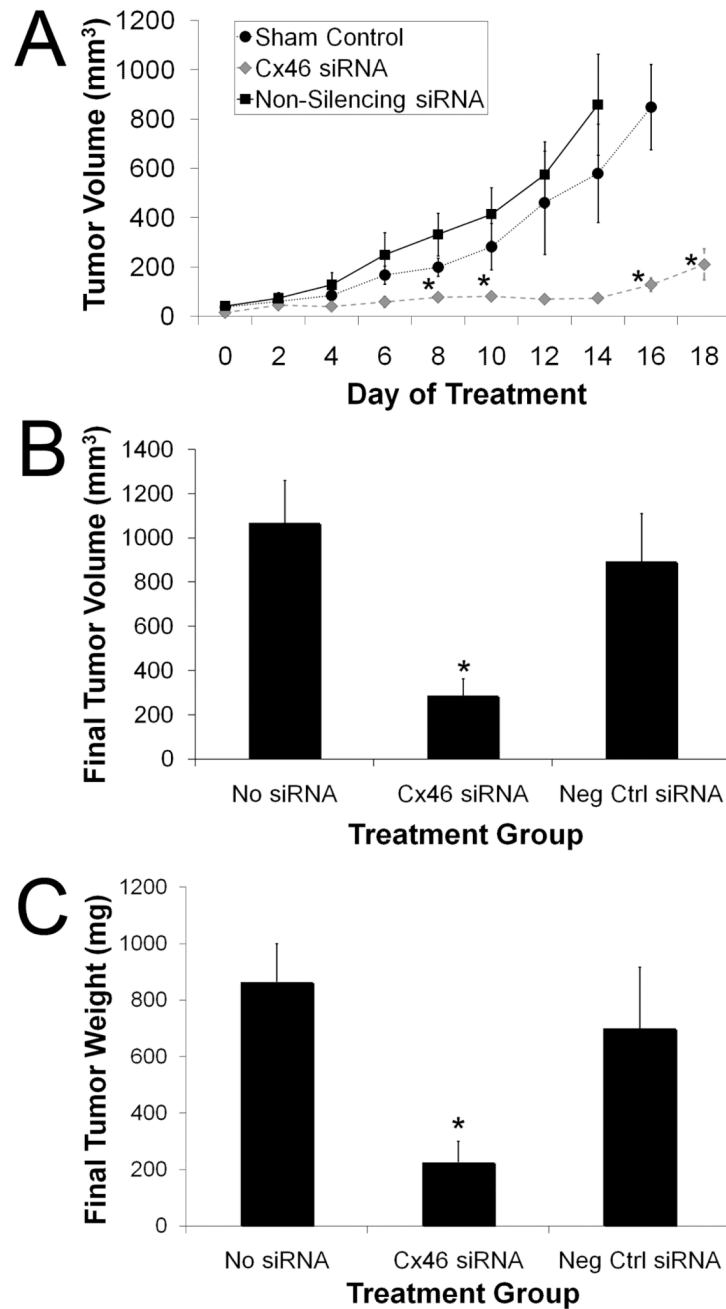 A
Tumor Volume (mm³)
1200
1000
800
600
400
200
0
Sham Control
Cx46 siRNA
Non-Silencing siRNA
*
*
*
*
0 2 4 6 8 10 12 14 16 18
Day of Treatment
B
Final Tumor Volume (mm³)
1400
1200
1000
800
600
400
200
0
*
No siRNA Cx46 siRNA Neg Ctrl siRNA
Treatment Group
C
Final Tumor Weight (mg)
1200
1000
800
600
400
200
0
*
No siRNA Cx46 siRNA Neg Ctrl siRNA
Treatment Group